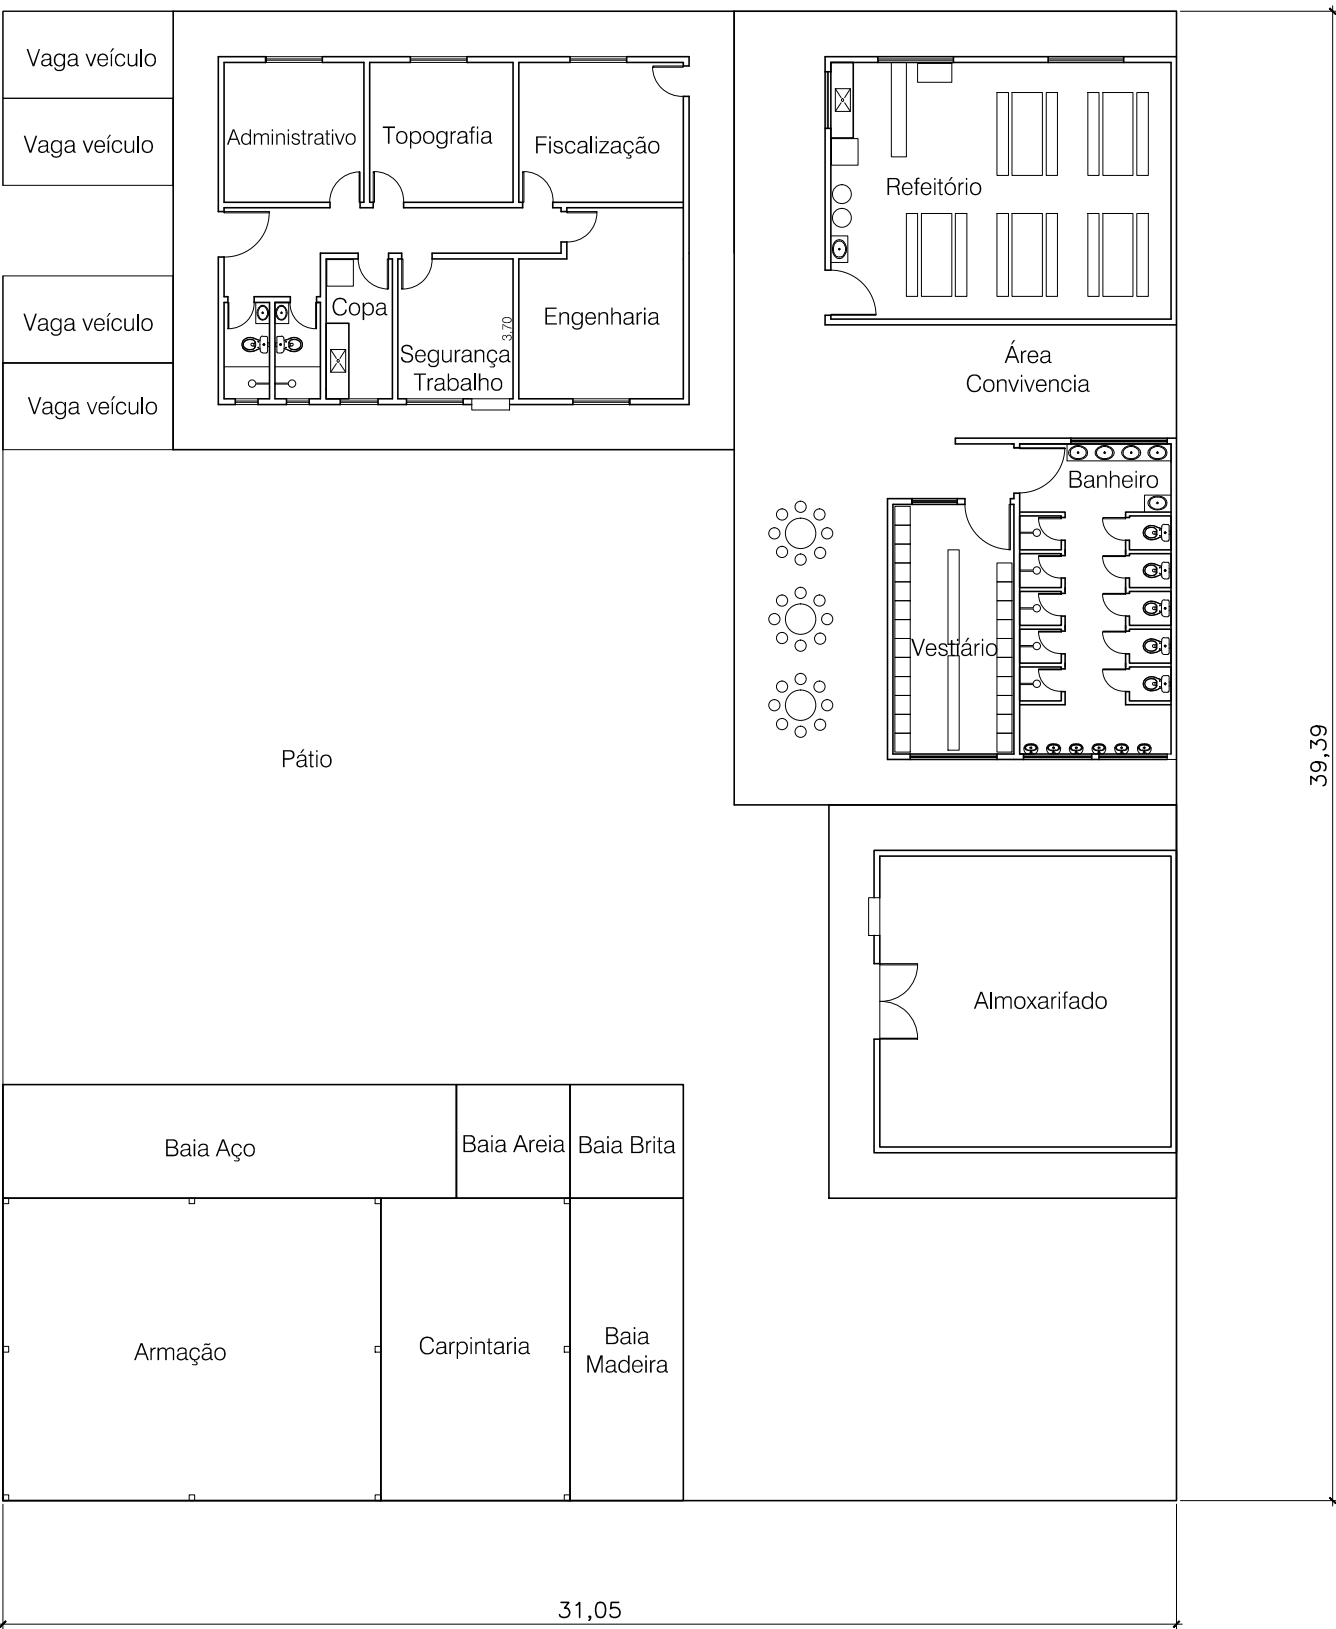 Vaga veículo
Vaga veículo
Vaga veículo
Vaga veículo
Administrativo
Topografia
Fiscalização
Copa
Segurança
Trabalho
3,70
Engenharia
Refeitório
Área
Convivencia
Banheiro
Vestiário
Pátio
39,39
Almoxarifado
Baia Aço
Baia Areia
Baia Brita
Armação
Carpintaria
Baia
Madeira
31,05